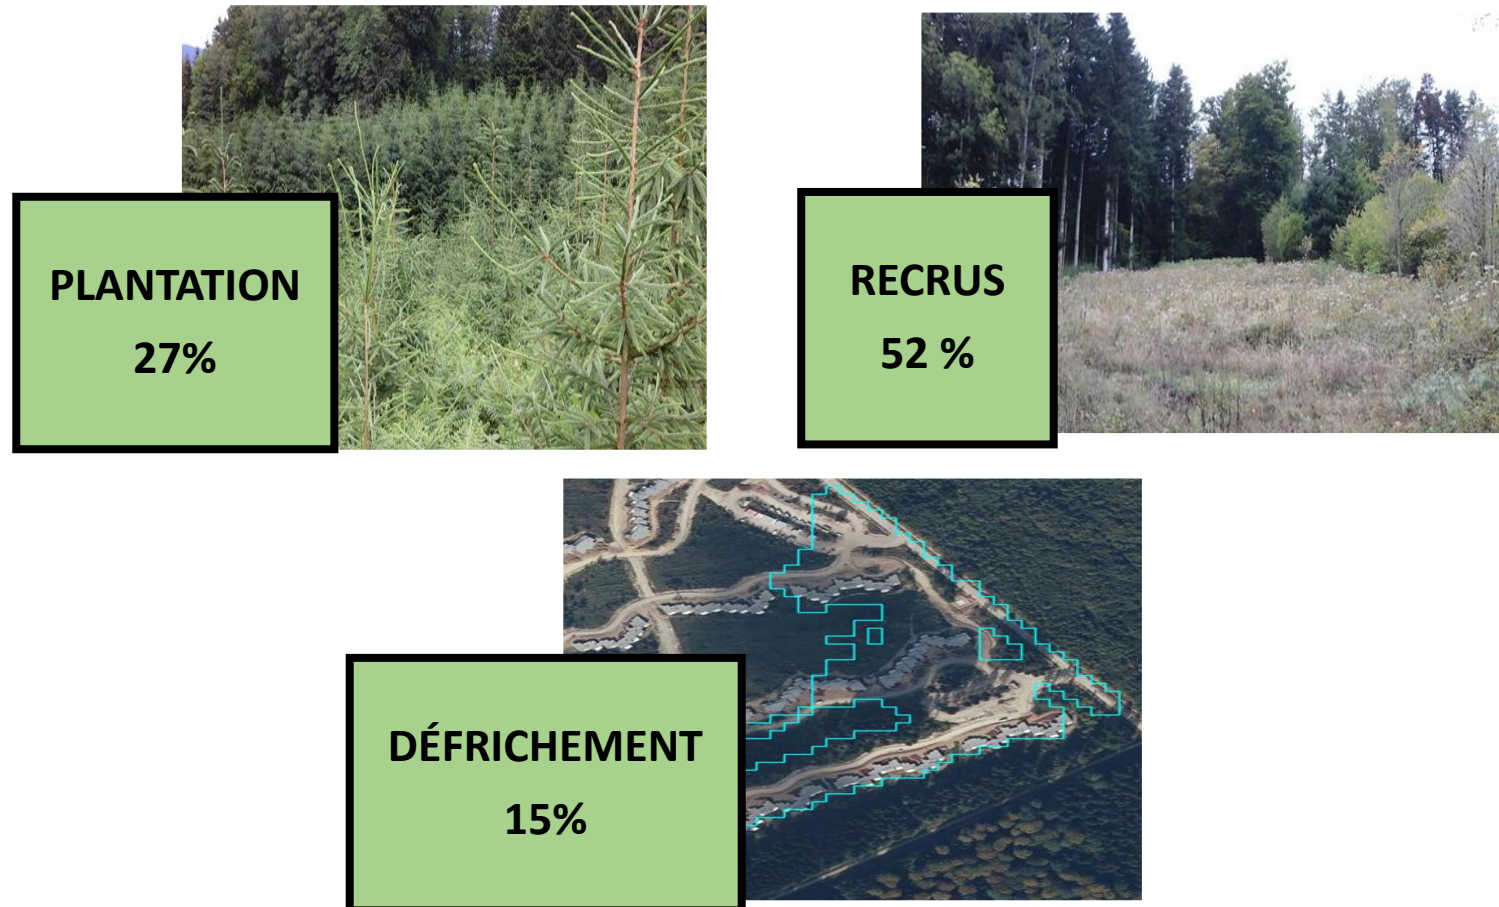 PLANTATION
27%
RECRUS
52 %
DÉFRICHEMENT
15%